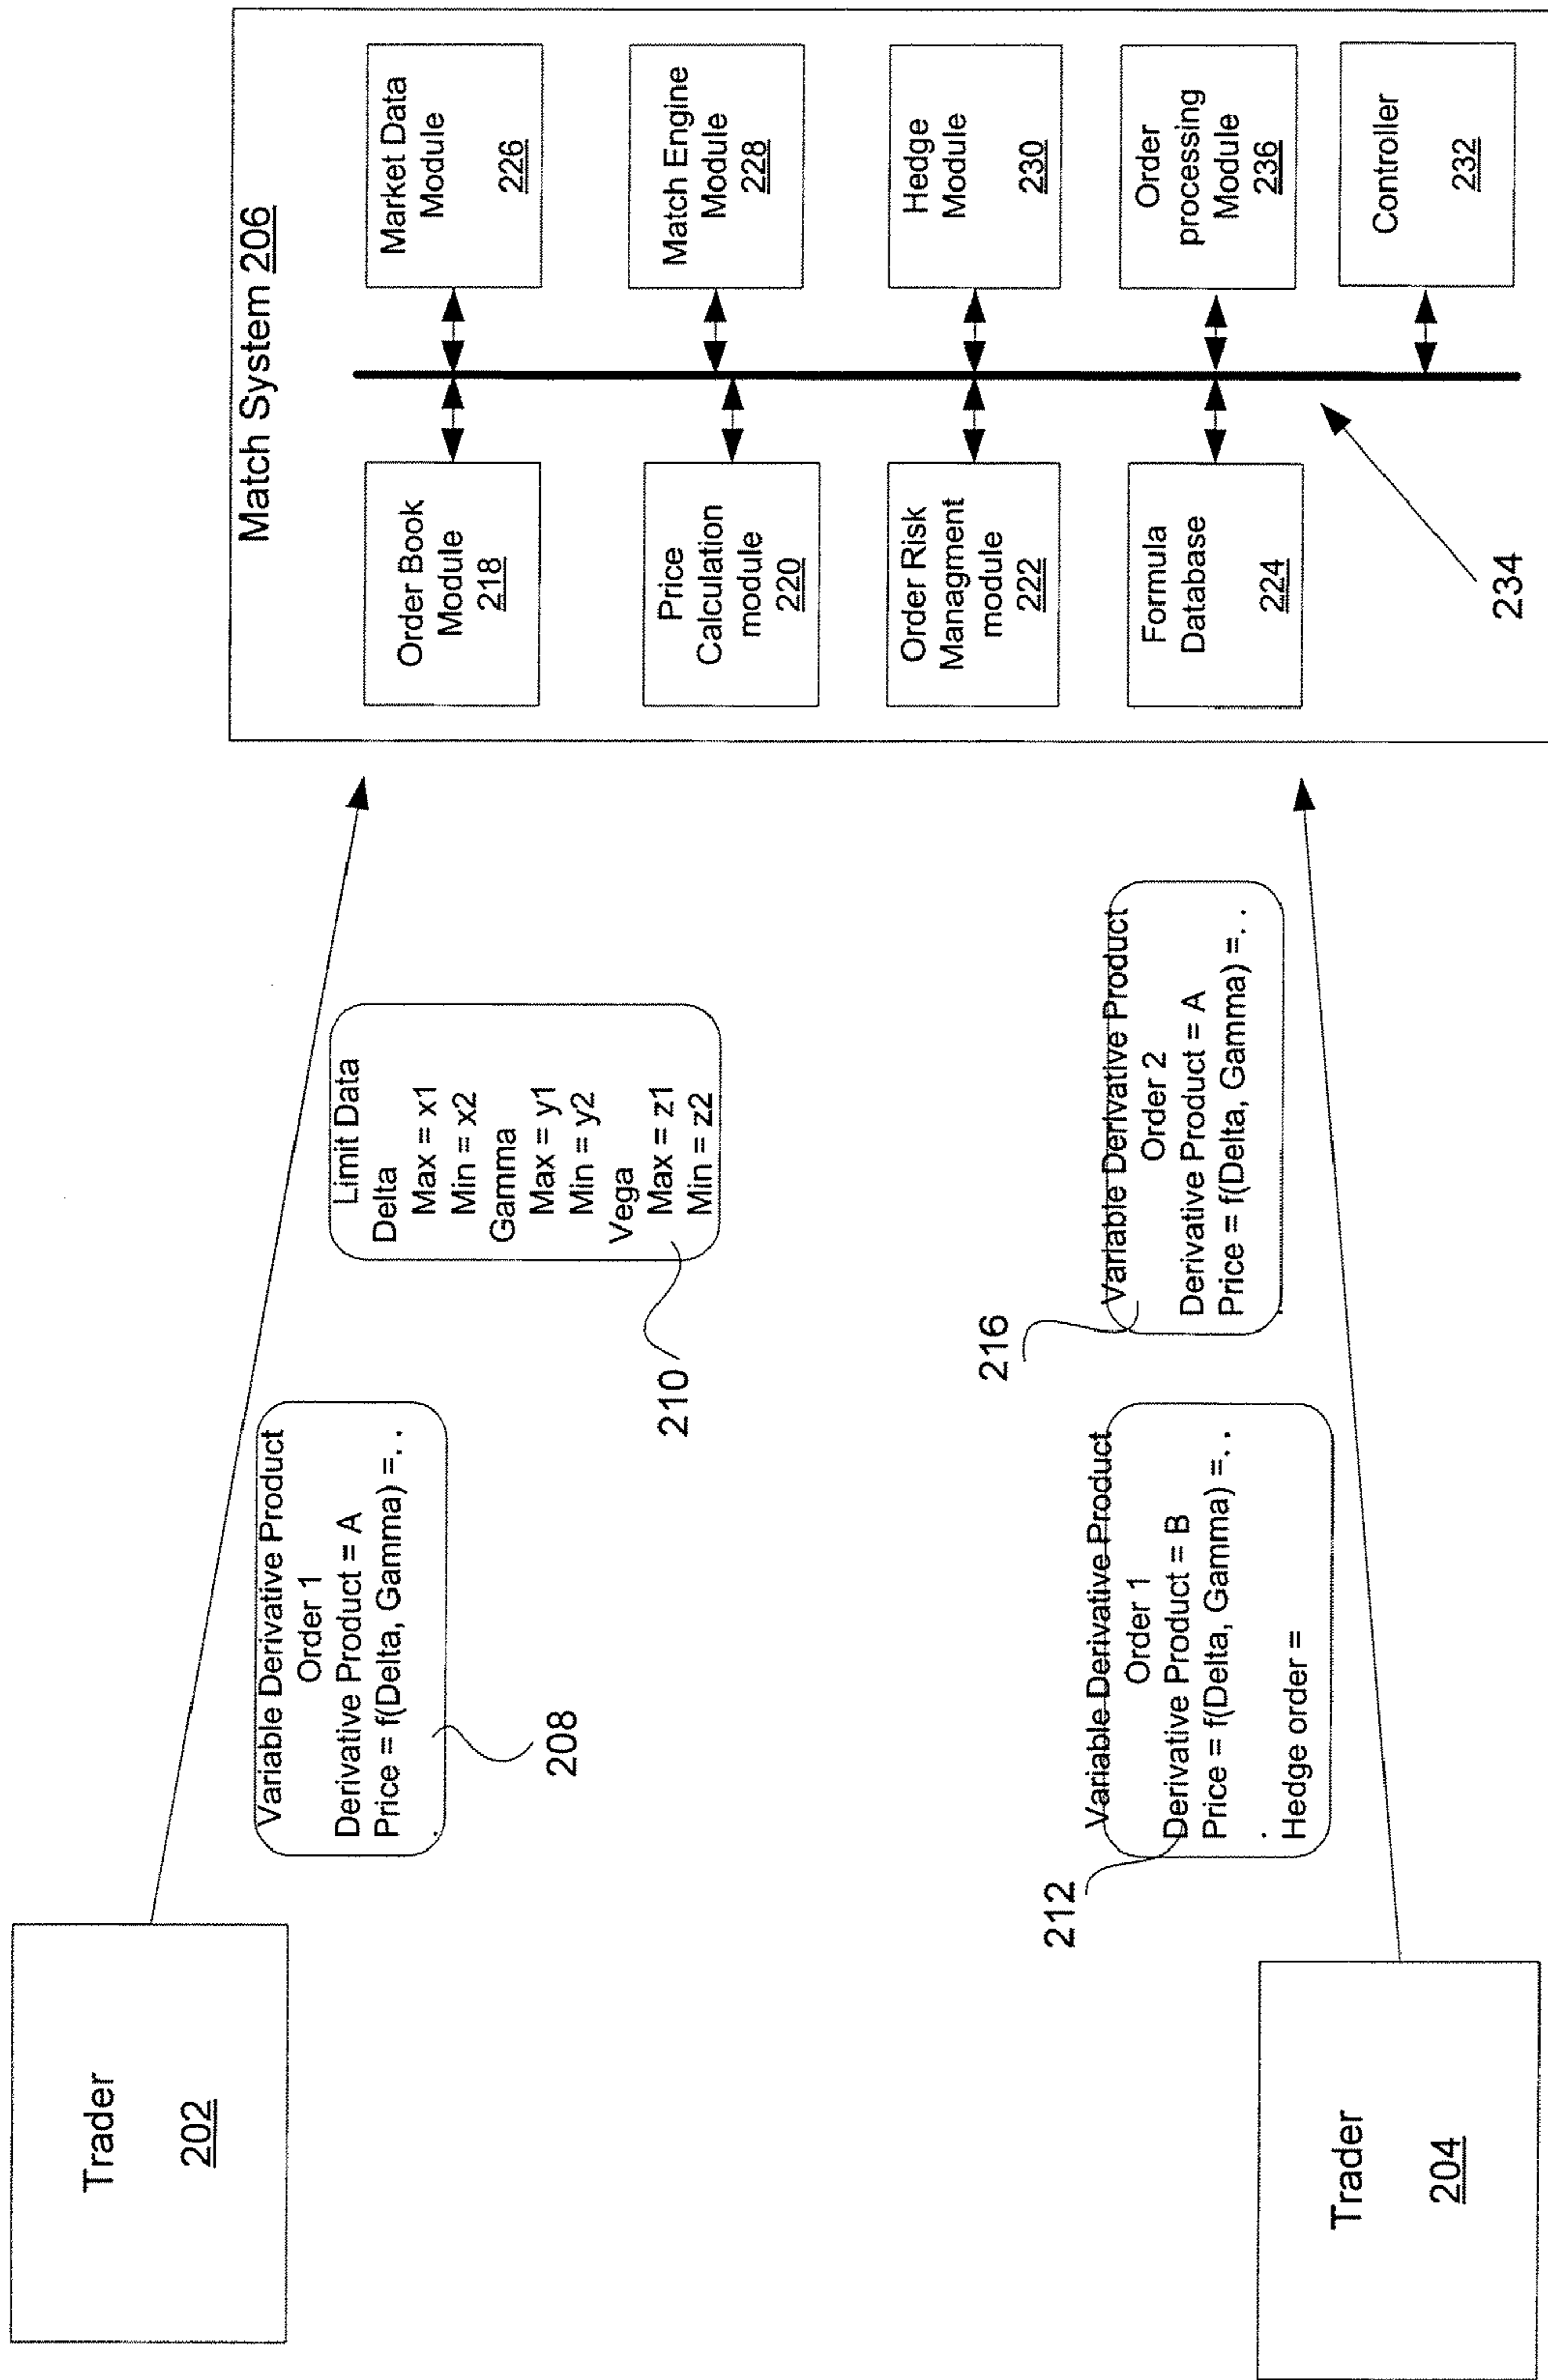 Trader
202
Variable Derivative Product
Order 1
Derivative Product = A
Price = f(Delta, Gamma) =. .
.
208
Limit Data
Delta
Max = x1
Min = x2
Gamma
Max = y1
Min = y2
Vega
Max = z1
Min = z2
210
Trader
204
212
Variable Derivative Product
Order 1
Derivative Product = B
Price = f(Delta, Gamma) =. .
.
Hedge order =
216
Variable Derivative Product
Order 2
Derivative Product = A
Price = f(Delta, Gamma) =. .
.
Match System 206
Order Book
Module
218
Price
Calculation
module
220
Order Risk
Managment
module
222
Formula
Database
224
Market Data
Module
226
Match Engine
Module
228
Hedge
Module
230
Order
processing
Module
236
Controller
232
234